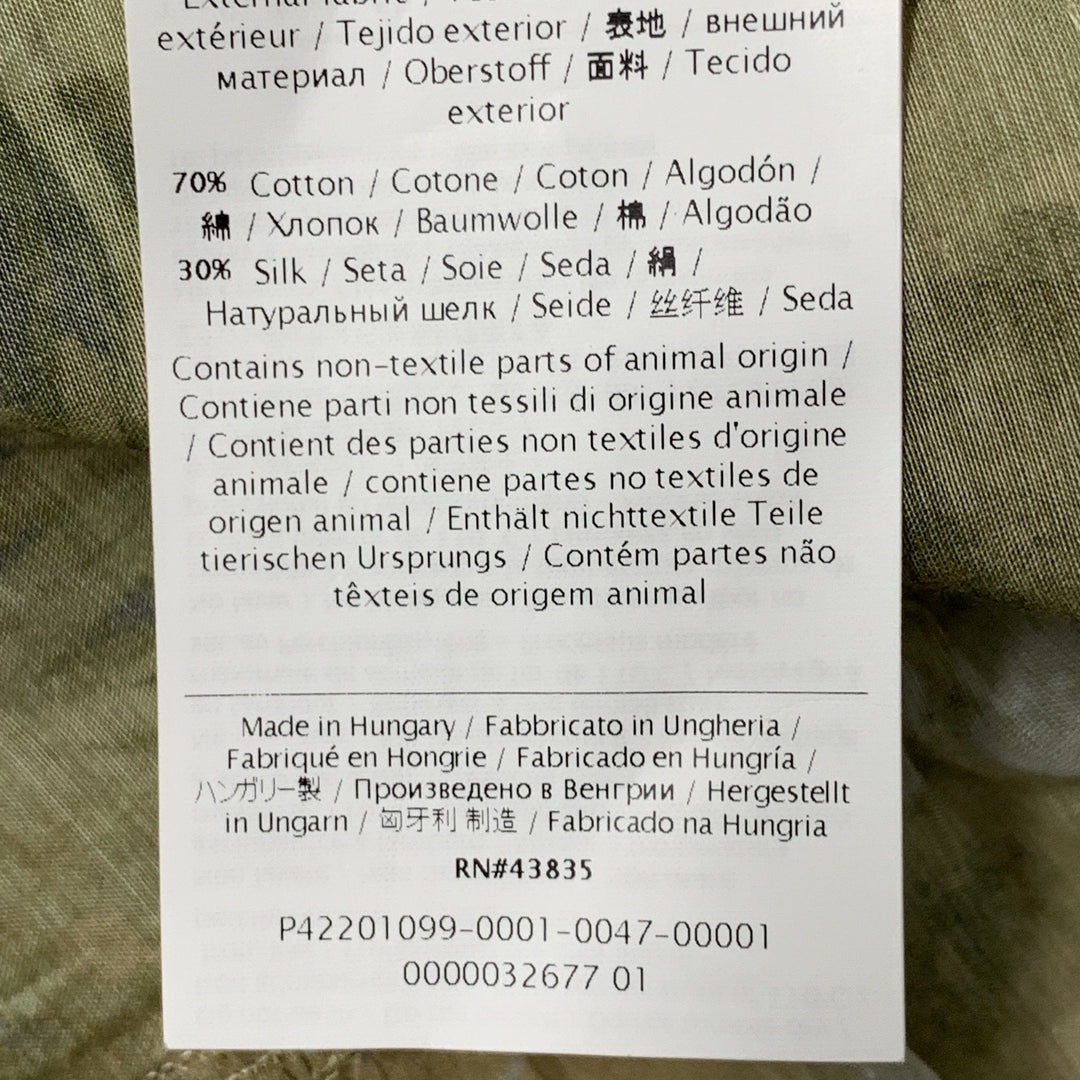 External fabric /
extérieur / Tejido exterior / 表地 / внешний
материал / Oberstoff / 面料 / Tecido
exterior
70% Cotton / Cotone / Coton / Algodón /
綿 / Хлопок / Baumwolle / 棉 / Algodão
30% Silk / Seta / Soie / Seda / 絹 /
Натуральный шелк / Seide / 丝纤维 / Seda
Contains non-textile parts of animal origin /
Contiene parti non tessili di origine animale
/ Contient des parties non textiles d'origine
animale / contiene partes no textiles de
origen animal / Enthält nichttextile Teile
tierischen Ursprungs / Contém partes não
têxteis de origem animal
Made in Hungary / Fabbricato in Ungheria /
Fabriqué en Hongrie / Fabricado en Hungría /
ハンガリー製 / Произведено в Венгрии / Hergestellt
in Ungarn / 匈牙利 制造 / Fabricado na Hungria
RN#43835
P42201099-0001-0047-00001
0000032677 01